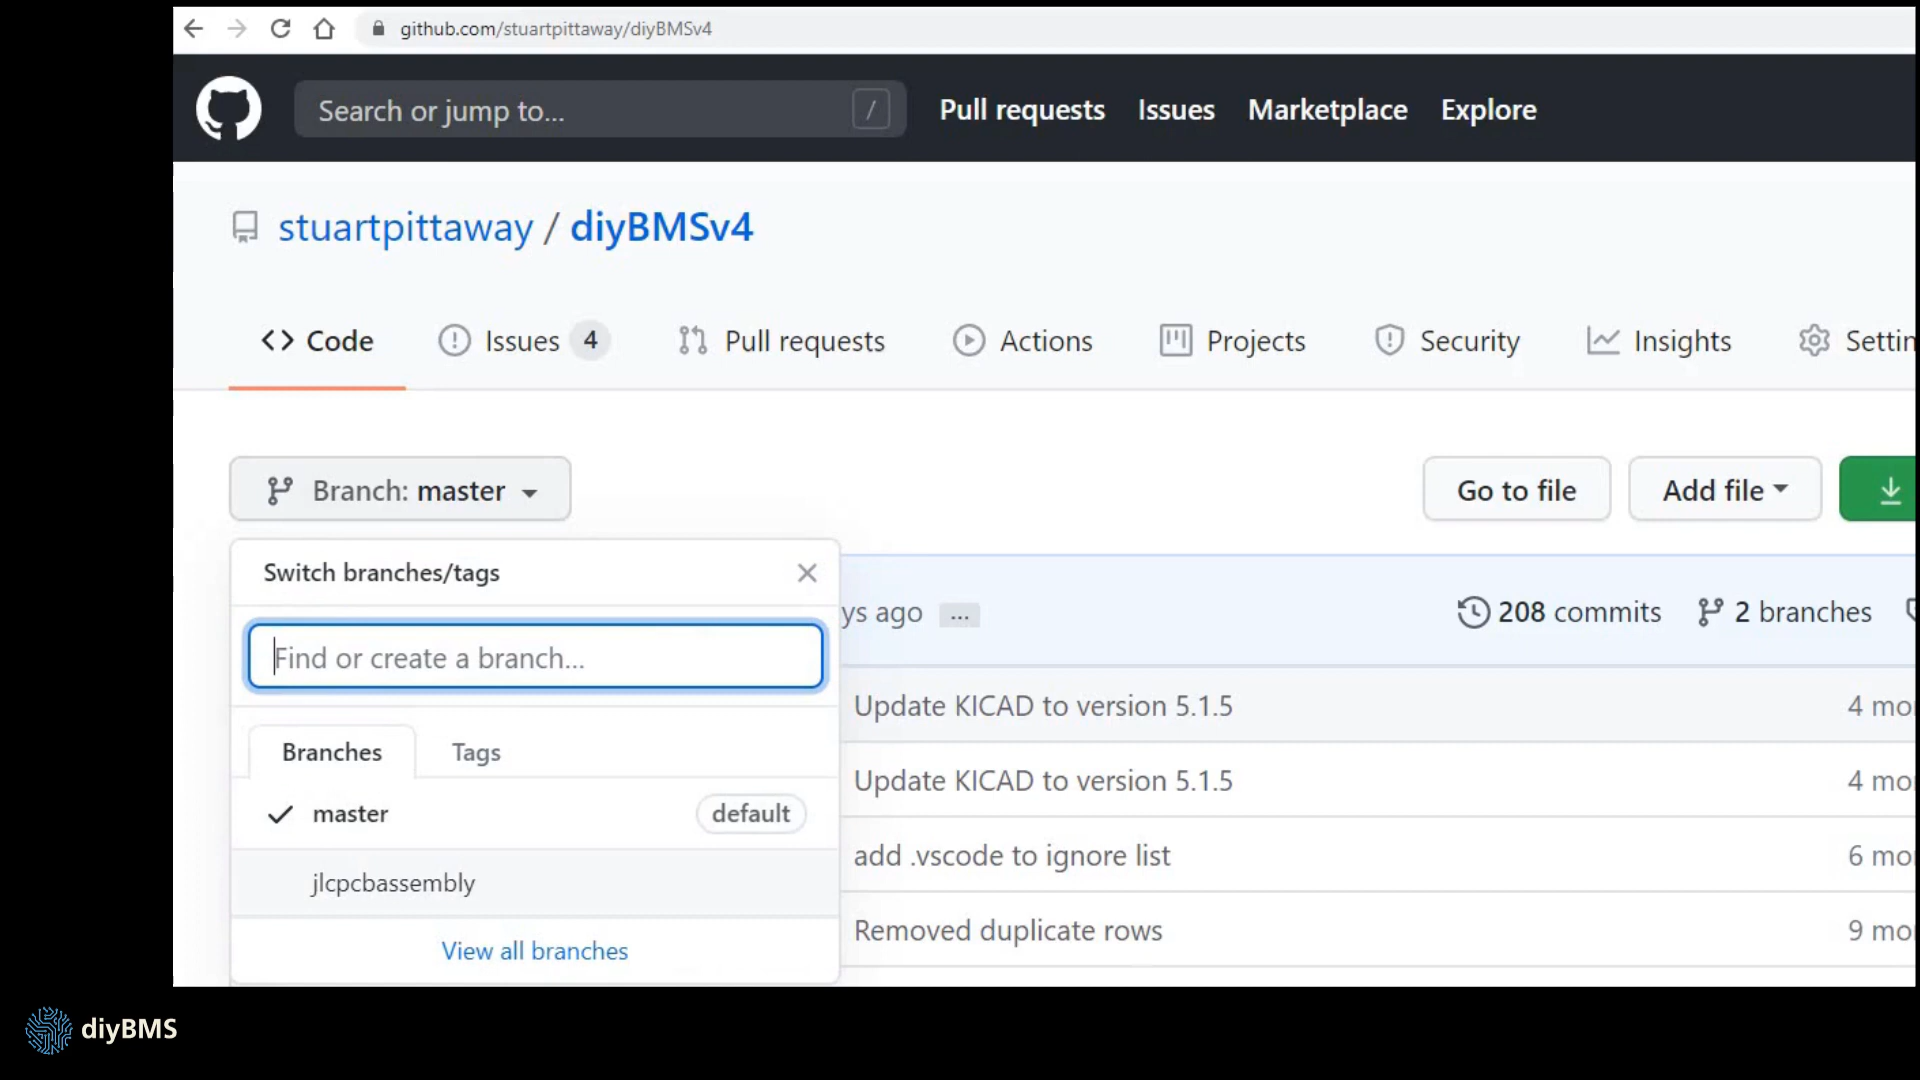 github.com/stuartpittaway/diyBMSv4
Search or jump to... /
Pull requests Issues Marketplace Explore
stuartpittaway / diyBMSv4
Code Issues 4 Pull requests Actions Projects Security Insights Settin
Branch: master Go to file Add file
Switch branches/tags
ys ago ... 208 commits 2 branches
Find or create a branch...
Update KICAD to version 5.1.5 4 mo
Branches Tags
Update KICAD to version 5.1.5 4 mo
master default
add .vscode to ignore list 6 mo
jlcpcbassembly
Removed duplicate rows 9 mo
View all branches
diyBMS